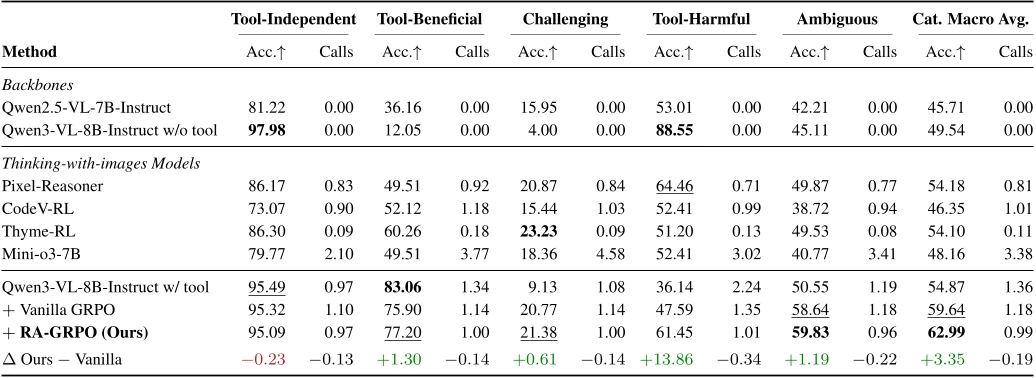 Tool-Independent Tool-Beneficial Challenging Tool-Harmful Ambiguous Cat. Macro Avg.
Method Acc.↑ Calls Acc.↑ Calls Acc.↑ Calls Acc.↑ Calls Acc.↑ Calls Acc.↑ Calls
Backbones
Qwen2.5-VL-7B-Instruct 81.22 0.00 36.16 0.00 15.95 0.00 53.01 0.00 42.21 0.00 45.71 0.00
Qwen3-VL-8B-Instruct w/o tool 97.98 0.00 12.05 0.00 4.00 0.00 88.55 0.00 45.11 0.00 49.54 0.00
Thinking-with-images Models
Pixel-Reasoner 86.17 0.83 49.51 0.92 20.87 0.84 64.46 0.71 49.87 0.77 54.18 0.81
CodeV-RL 73.07 0.90 52.12 1.18 15.44 1.03 52.41 0.99 38.72 0.94 46.35 1.01
Thyme-RL 86.30 0.09 60.26 0.18 23.23 0.09 51.20 0.13 49.53 0.08 54.10 0.11
Mini-o3-7B 79.77 2.10 49.51 3.77 18.36 4.58 52.41 3.02 40.77 3.41 48.16 3.38
Qwen3-VL-8B-Instruct w/ tool 95.49 0.97 83.06 1.34 9.13 1.08 36.14 2.24 50.55 1.19 54.87 1.36
+ Vanilla GRPO 95.32 1.10 75.90 1.14 20.77 1.14 47.59 1.35 58.64 1.18 59.64 1.18
+ RA-GRPO (Ours) 95.09 0.97 77.20 1.00 21.38 1.00 61.45 1.01 59.83 0.96 62.99 0.99
Δ Ours − Vanilla −0.23 −0.13 +1.30 −0.14 +0.61 −0.14 +13.86 −0.34 +1.19 −0.22 +3.35 −0.19